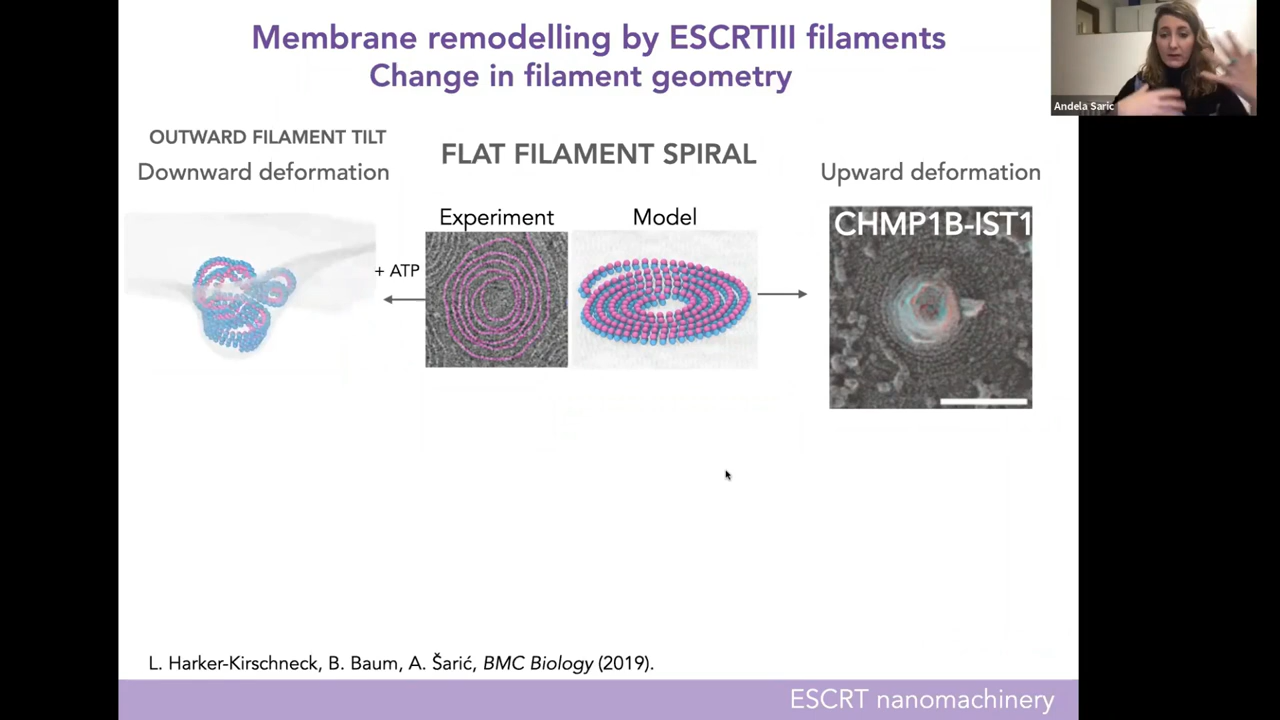 Membrane remodelling by ESCRTIII filaments
Change in filament geometry
Andela Saric
OUTWARD FILAMENT TILT
Downward deformation
FLAT FILAMENT SPIRAL
Upward deformation
Experiment
Model
CHMP1B-IST1
+ ATP
L. Harker-Kirschneck, B. Baum, A. Šarić, BMC Biology (2019).
ESCRT nanomachinery